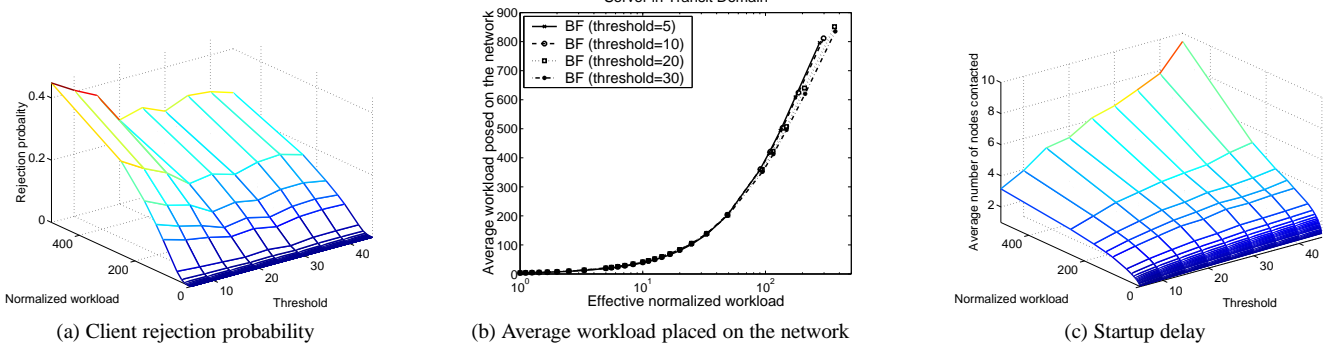 Server in Transit Domain
Rejection probality
0.4
0.2
0
400
200
0
Normalized workload
10
20
30
40
Threshold
(a) Client rejection probability
Average workload posed on the network
900
800
700
600
500
400
300
200
100
0
BF (threshold=5)
BF (threshold=10)
BF (threshold=20)
BF (threshold=30)
10^0
10^1
10^2
Effective normalized workload
(b) Average workload placed on the network
Average number of nodes contacted
10
8
6
4
2
400
200
0
Normalized workload
10
20
30
40
Threshold
(c) Startup delay